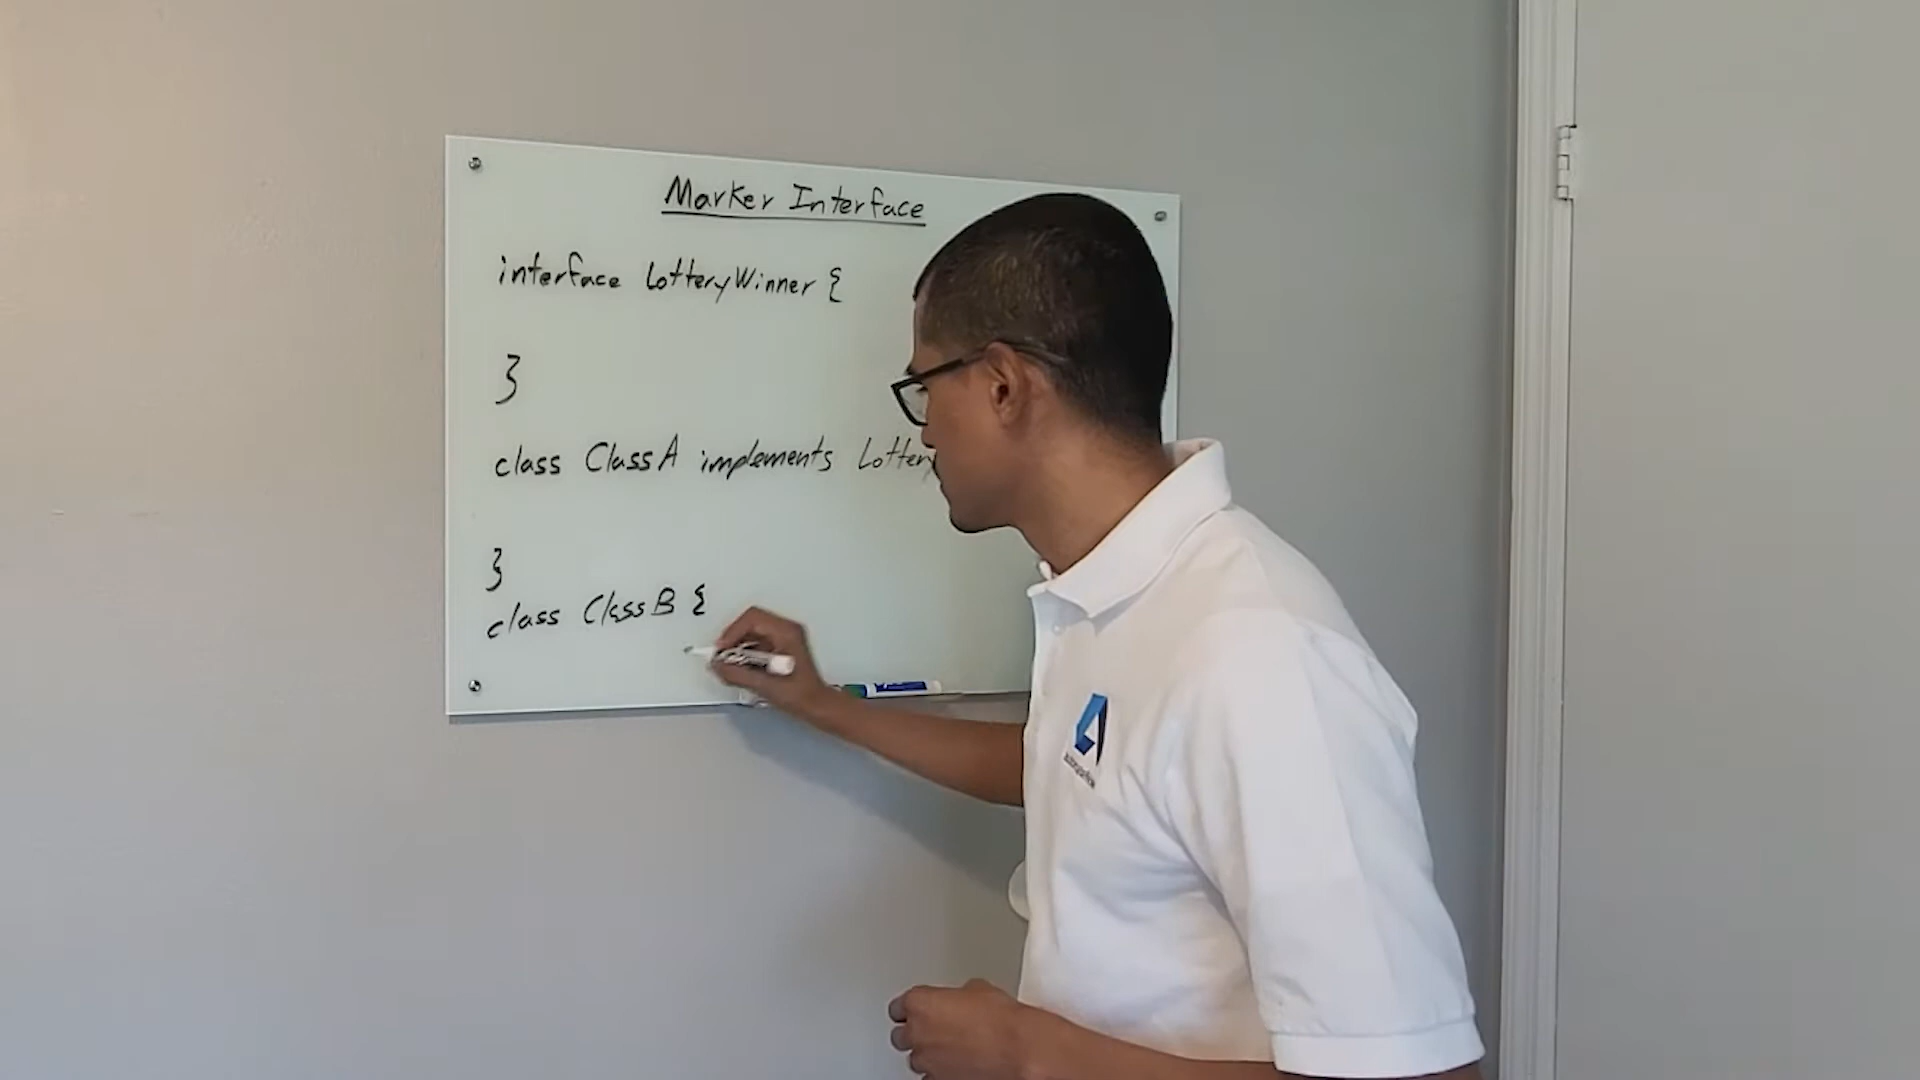 Marker Interface
interface LotteryWinner {
}
class ClassA implements Lottery
}
class ClassB {